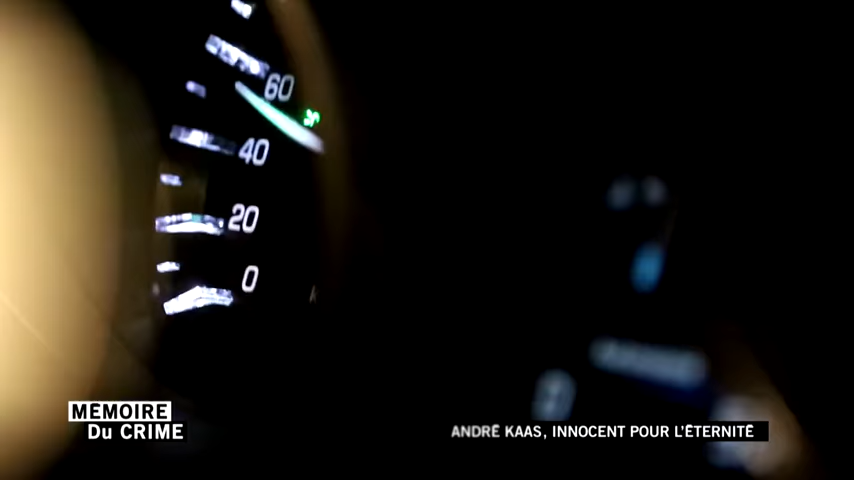 60
40
20
0
MEMOIRE
Du CRIME
ANDRÉ KAAS, INNOCENT POUR L'ÉTERNITÉ